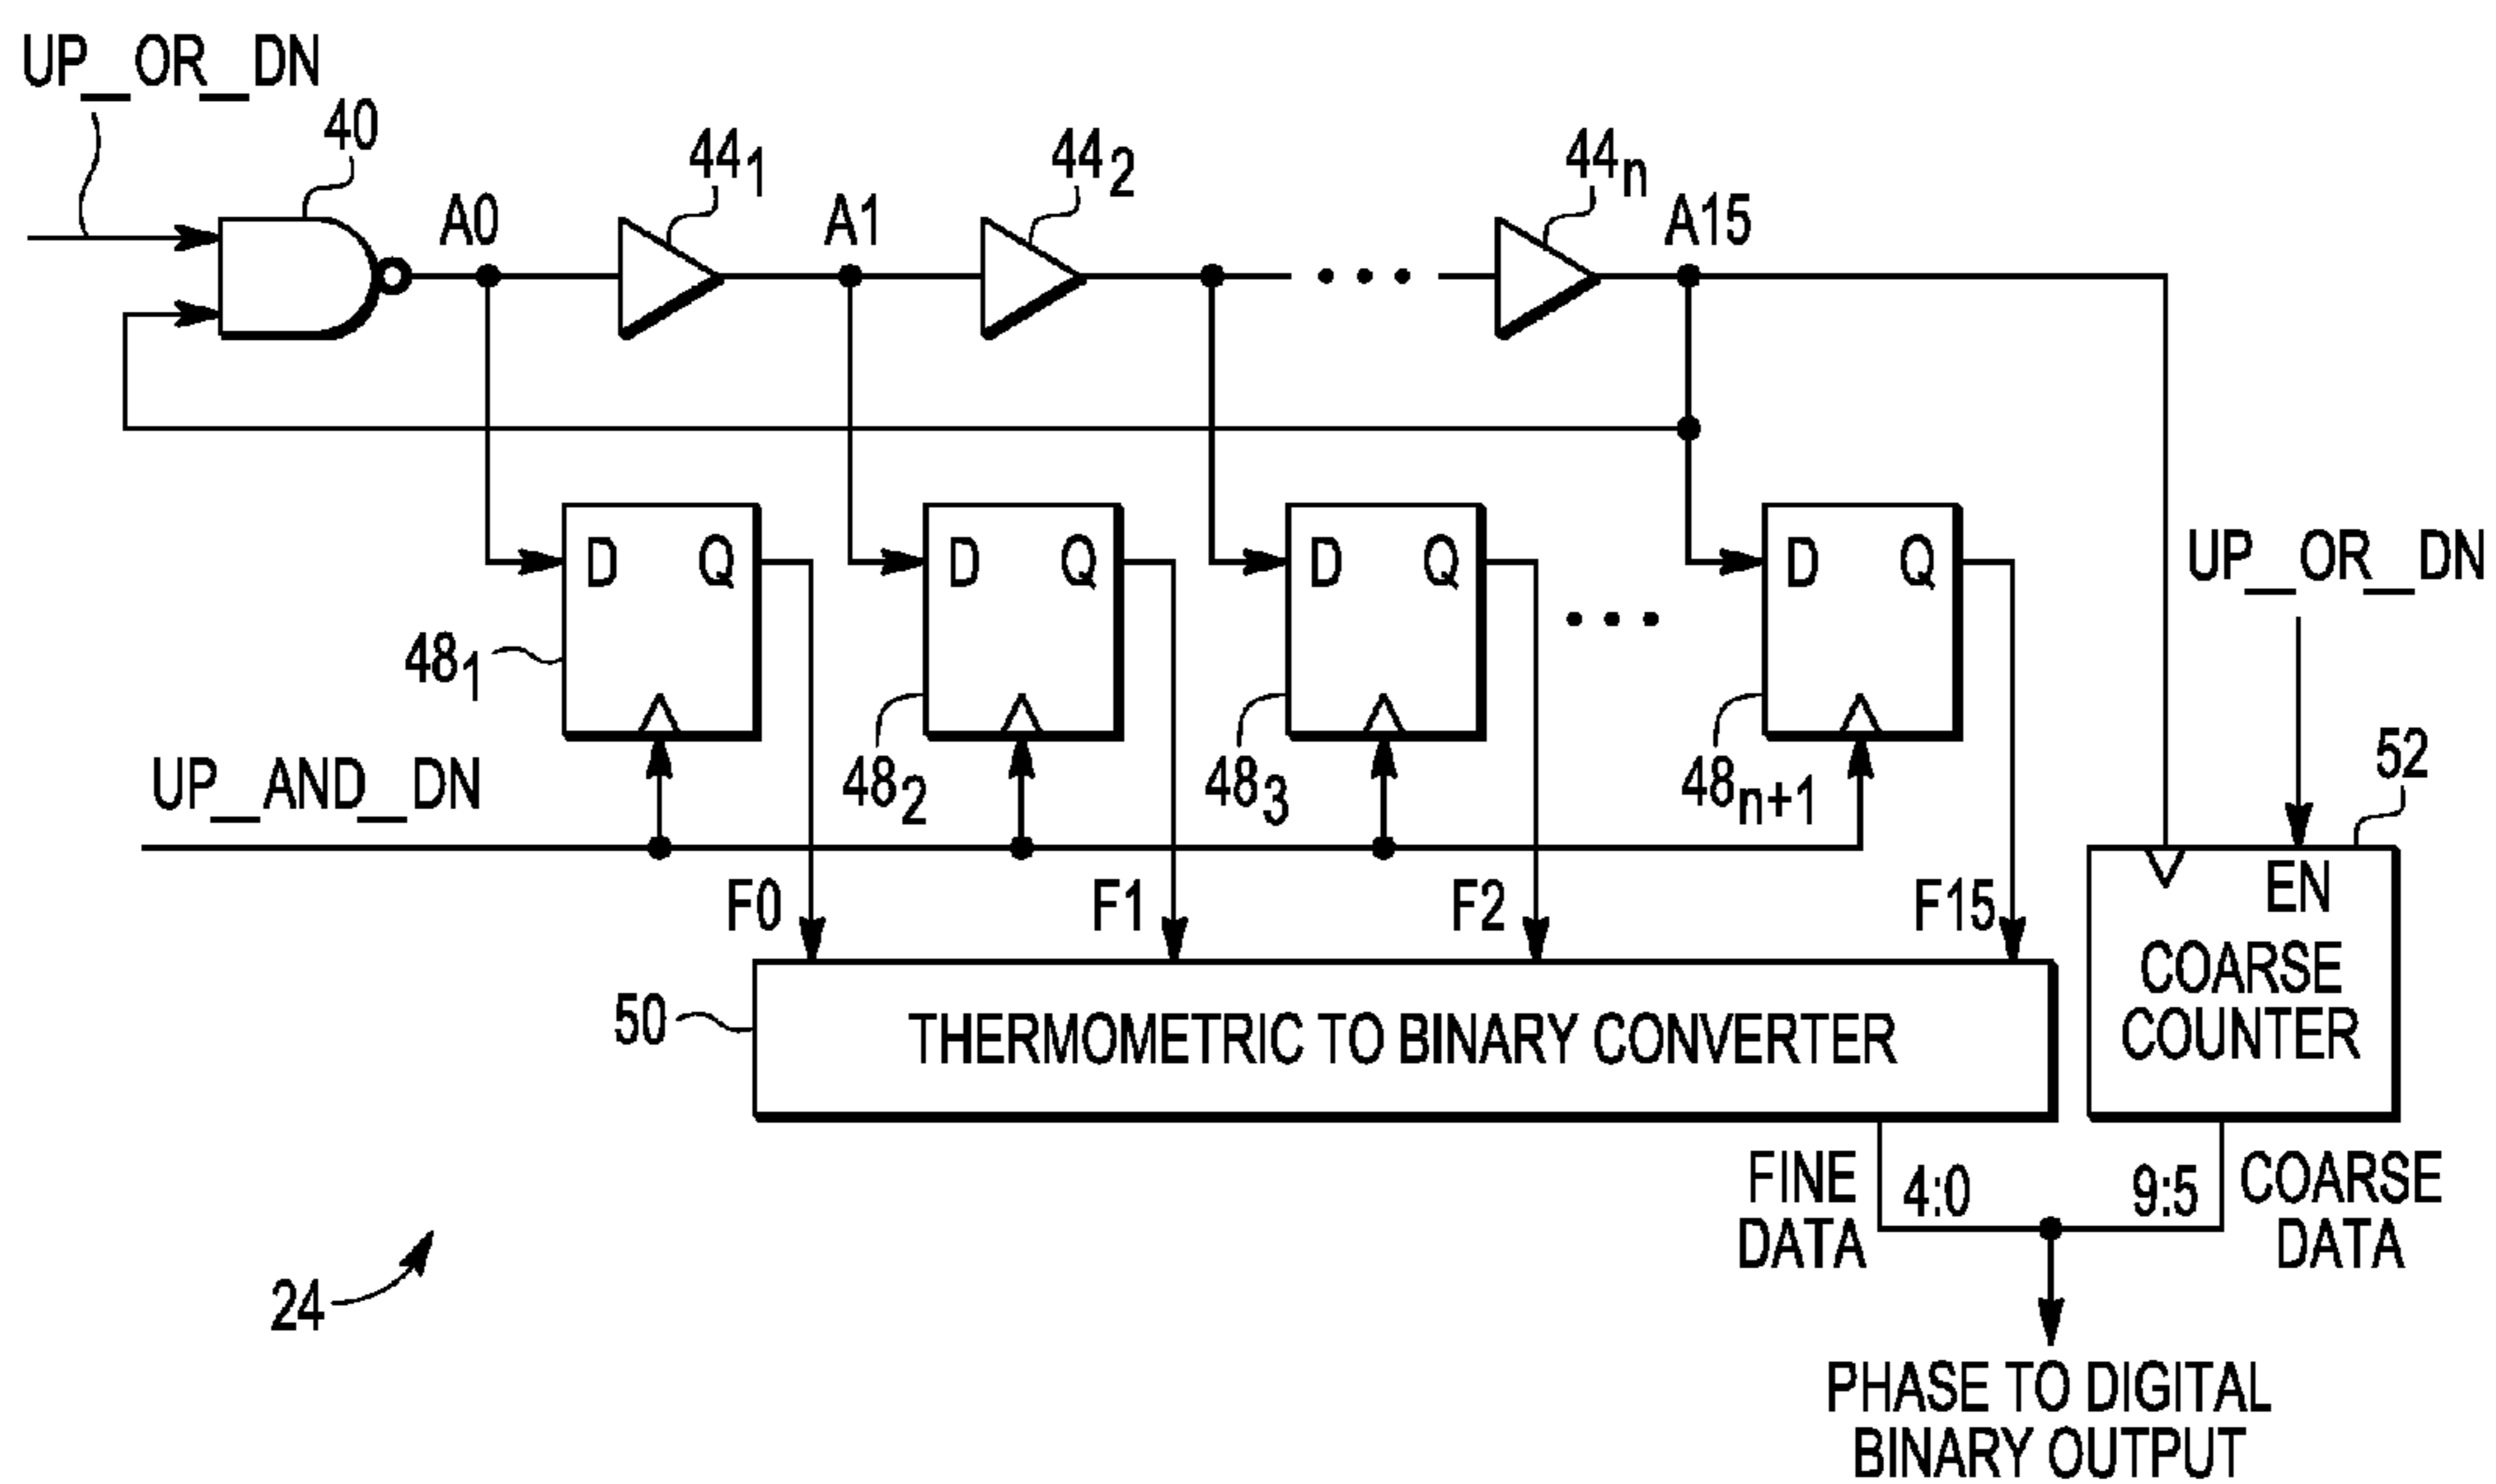 UP_OR_DN
40
44₁
44₂
44ₙ
A0
A1
A15
D Q
D Q
D Q
D Q
UP_OR_DN
48₁
48₂
48₃
48ₙ₊₁
52
UP_AND_DN
F0
F1
F2
F15
EN
COARSE
COUNTER
50
THERMOMETRIC TO BINARY CONVERTER
FINE
DATA
4:0
9:5
COARSE
DATA
24
PHASE TO DIGITAL
BINARY OUTPUT